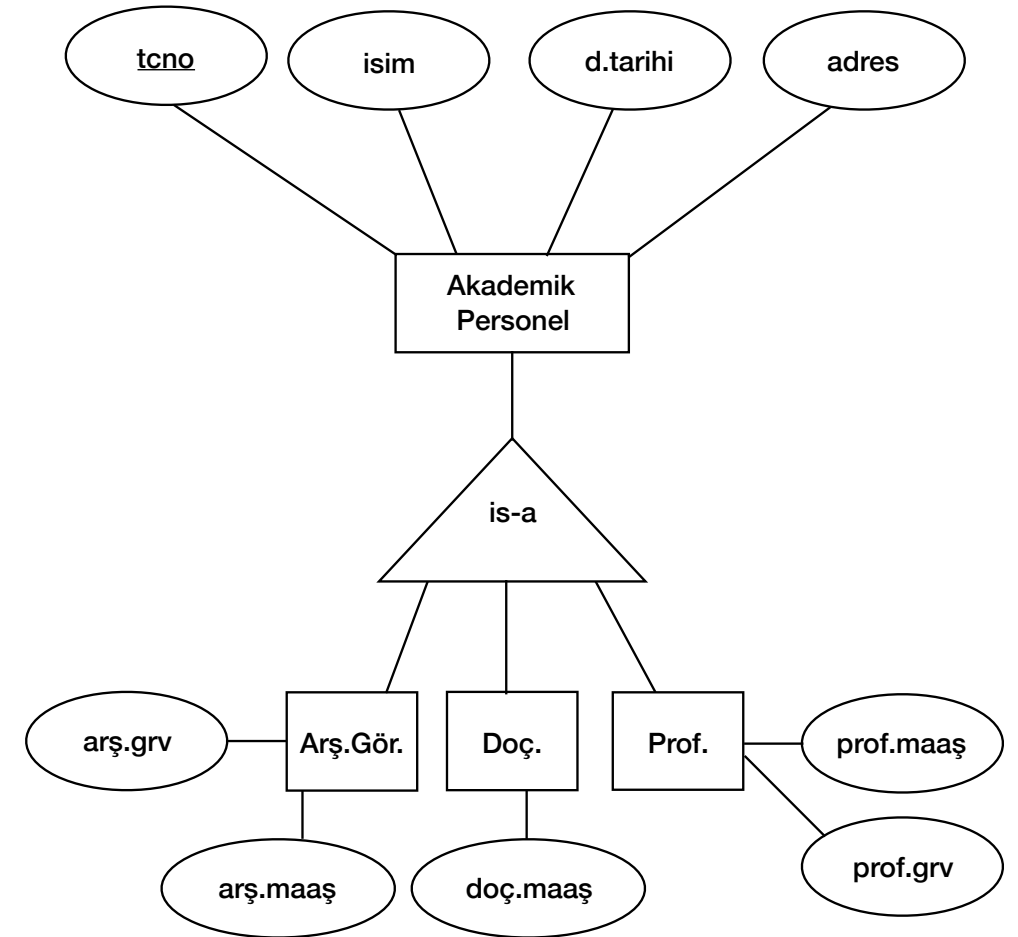 tcno
isim
d.tarihi
adres
Akademik
Personel
is-a
arş.grv
Arş.Gör.
Doç.
Prof.
prof.maaş
arş.maaş
doç.maaş
prof.grv